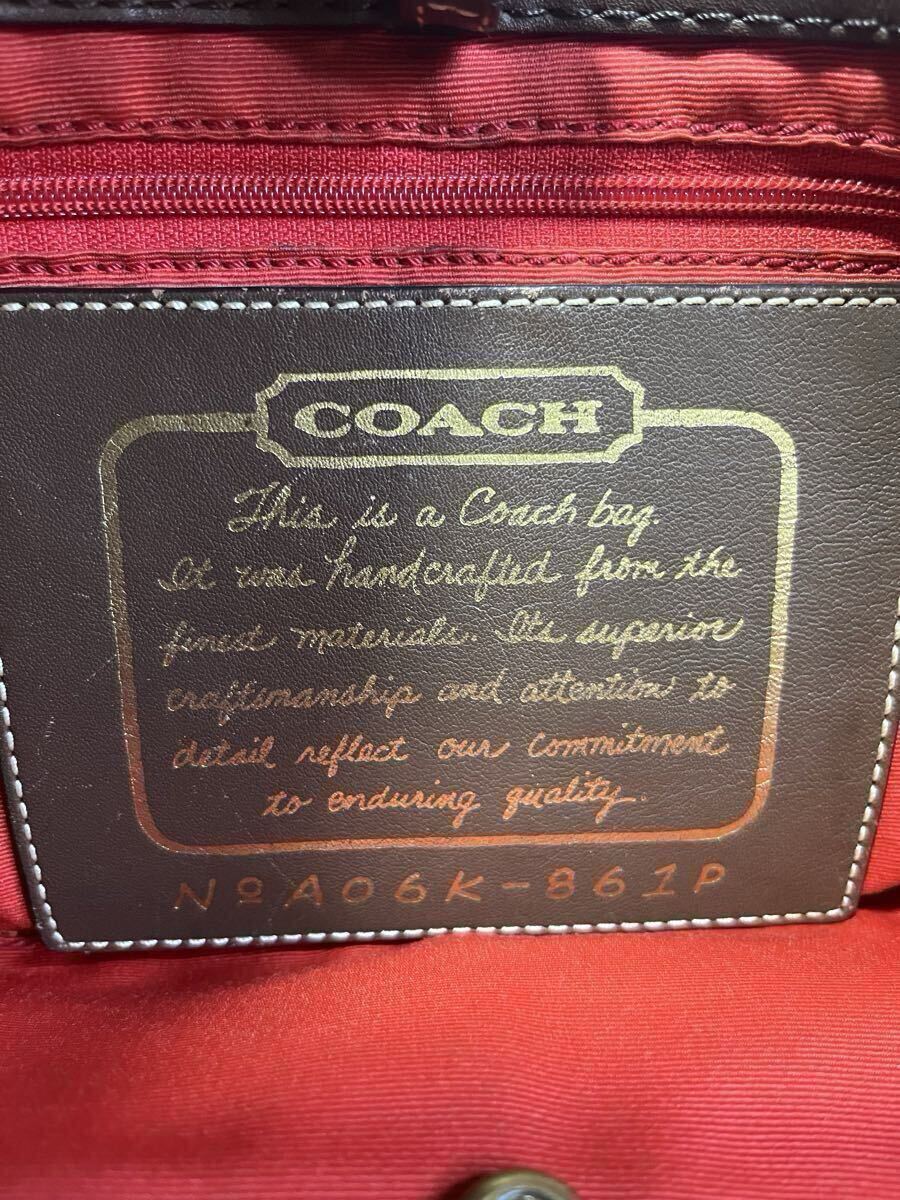 COACH
This is a Coach bag.
It was handcrafted from the
finest materials. Its superior
craftsmanship and attention to
detail reflect our commitment
to enduring quality.
Nº A06K-861P